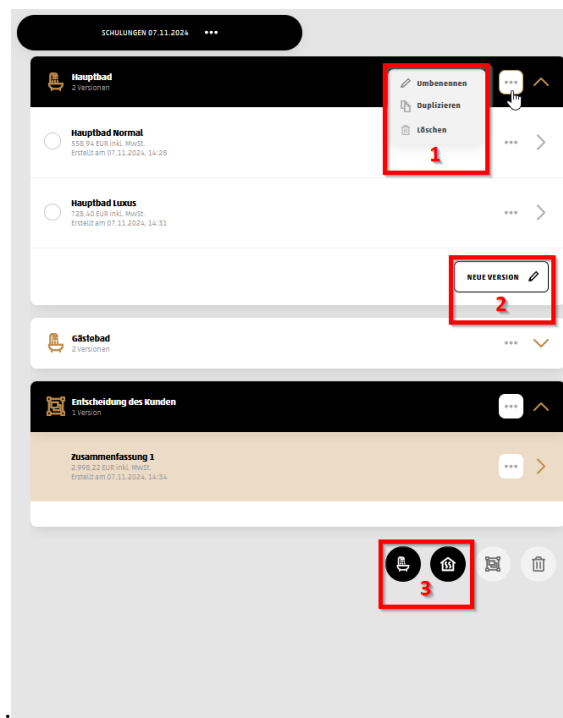 SCHULUNGEN 07.11.2024 •••
Hauptbad
2 Versionen
Umbenennen
Duplizieren
Löschen
1
Hauptbad Normal
558,94 EUR inkl. MwSt.
Erstellt am 07.11.2024, 14:28
Hauptbad Luxus
728,40 EUR inkl. MwSt.
Erstellt am 07.11.2024, 14:31
NEUE VERSION
2
Gästebad
2 Versionen
Entscheidung des Kunden
1 Version
Zusammenfassung 1
2.998,22 EUR inkl. MwSt.
Erstellt am 07.11.2024, 14:34
3